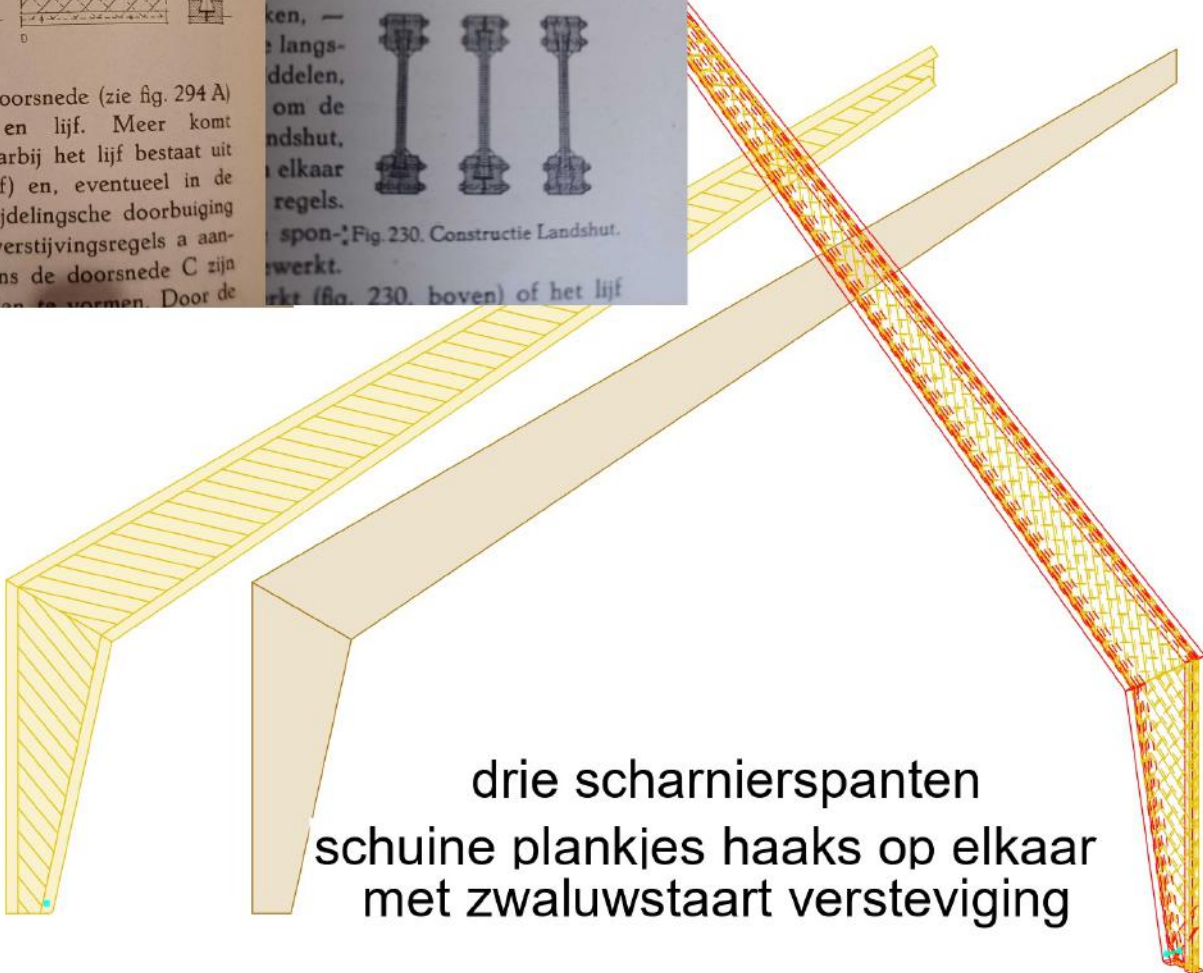 D
oorsnede (zie fig. 294 A)
en lijf. Meer komt
arbij het lijf bestaat uit
f) en, eventueel in de
jdelingsche doorbuiging
verstijvingsregels a aan-
ns de doorsnede C zijn
an te vormen. Door de
ken, —
e langs-
ddelen,
om de
ndshut,
elkaar
regels.
spon-
Fig. 230. Constructie Landshut.
ewerkt.
rkt (fig. 230, boven) of het lijf
drie scharnierspanten
schuine plankjes haaks op elkaar
met zwaluwstaart versteviging